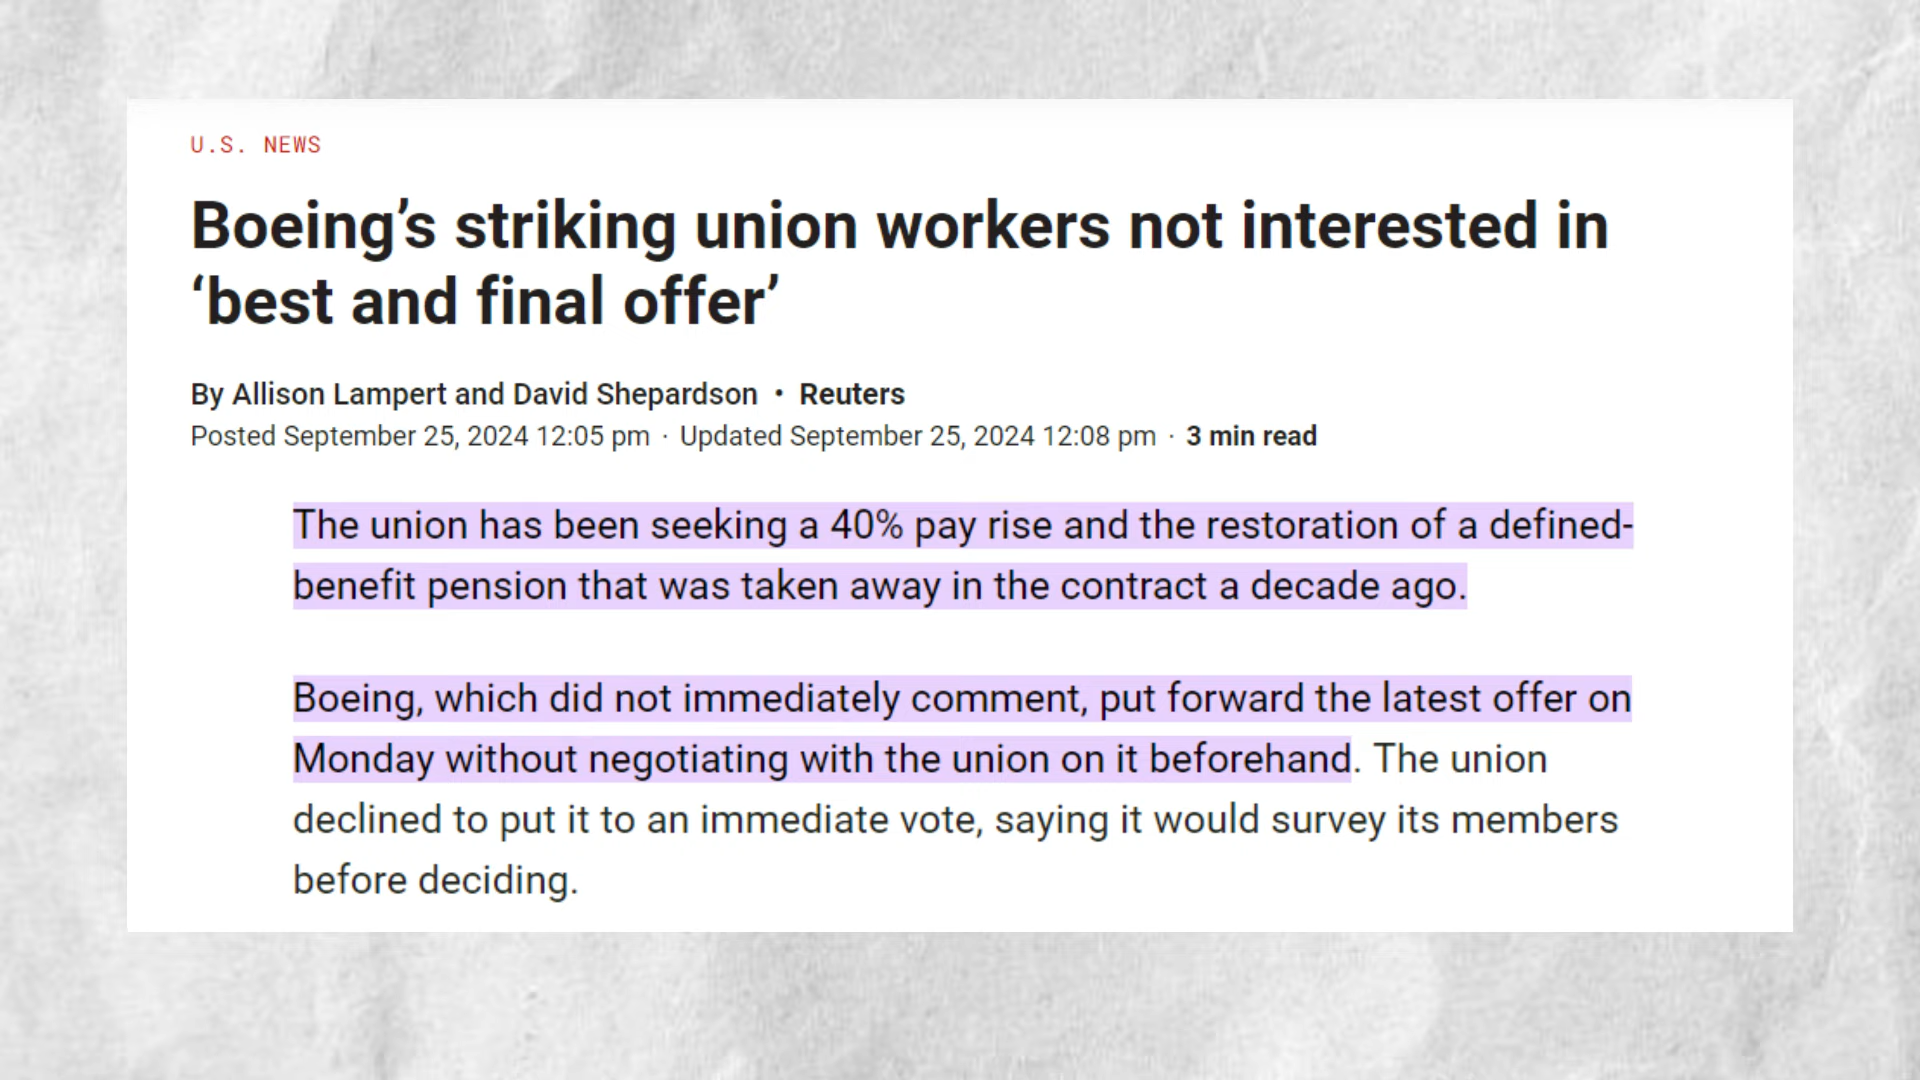 U.S. NEWS
Boeing’s striking union workers not interested in
‘best and final offer’
By Allison Lampert and David Shepardson • Reuters
Posted September 25, 2024 12:05 pm · Updated September 25, 2024 12:08 pm · 3 min read
The union has been seeking a 40% pay rise and the restoration of a defined-
benefit pension that was taken away in the contract a decade ago.
Boeing, which did not immediately comment, put forward the latest offer on
Monday without negotiating with the union on it beforehand. The union
declined to put it to an immediate vote, saying it would survey its members
before deciding.